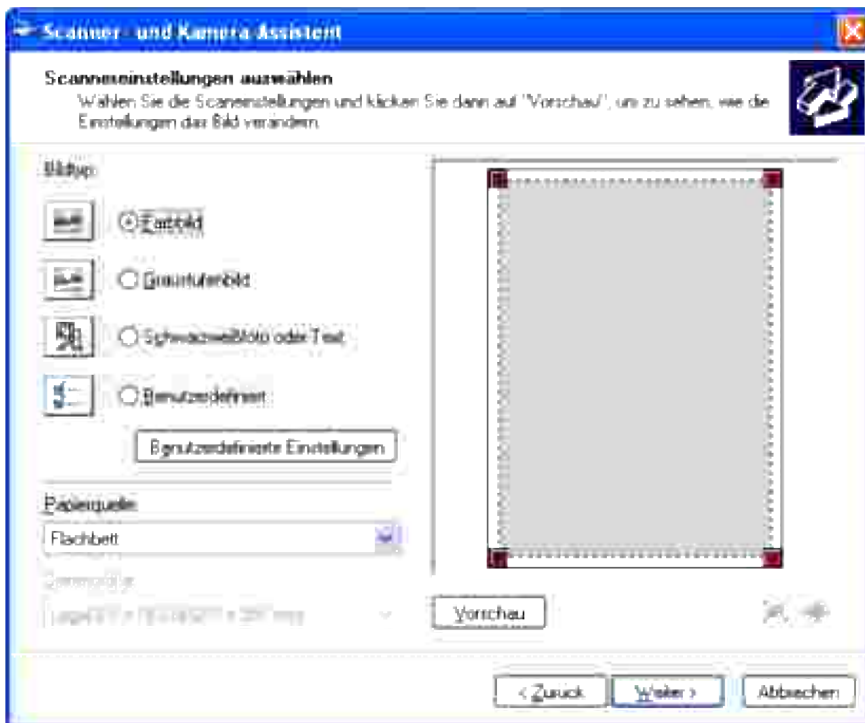 Scanner- und Kamera-Assistent
Scannereinstellungen auswählen
Wählen Sie die Scaneinstellungen und klicken Sie dann auf "Vorschau", um zu sehen, wie die
Einstellungen das Bild verändern.
Bildtyp:
Farbbild
Graustufenbild
Schwarzweißfoto oder Text
Benutzerdefiniert
Benutzerdefinierte Einstellungen
Papierquelle:
Flachbett
Vorschau
< Zurück
Weiter >
Abbrechen